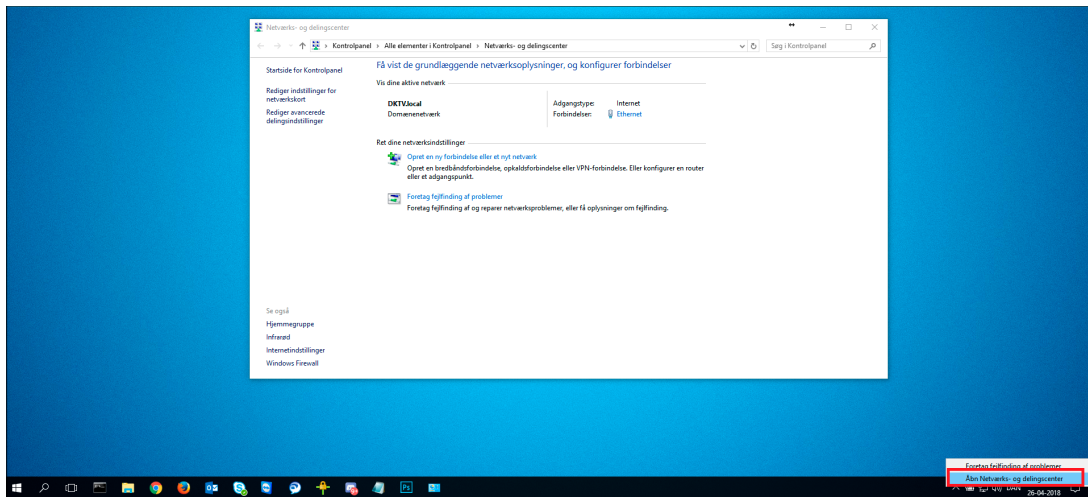 Netværks- og delingscenter
Kontrolpanel > Alle elementer i Kontrolpanel > Netværks- og delingscenter
Søg i Kontrolpanel
Startside for Kontrolpanel
Rediger indstillinger for
netværkskort
Rediger avancerede
delingsindstillinger
Få vist de grundlæggende netværksoplysninger, og konfigurer forbindelser
Vis dine aktive netværk
DKTV.local
Domænenetværk
Adgangstype: Internet
Forbindelser: Ethernet
Ret dine netværksindstillinger
Opret en ny forbindelse eller et nyt netværk
Opret en bredbåndsforbindelse, opkaldsforbindelse eller VPN-forbindelse. Eller konfigurer en router
eller et adgangspunkt.
Foretag fejlfinding af problemer
Foretag fejlfinding af og reparer netværksproblemer, eller få oplysninger om fejlfinding.
Se også
Hjemmegruppe
Infrarød
Internetindstillinger
Windows Firewall
Foretag fejlfinding af problemer
Åbn Netværks- og delingscenter
DAN
26-04-2018